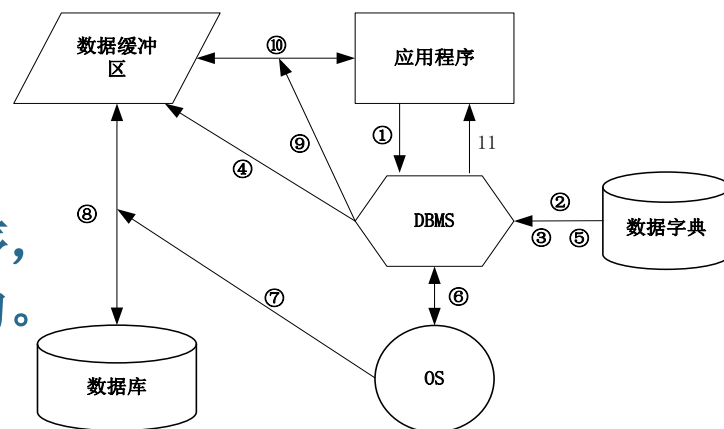 数据缓冲
区
⑩
应用程序
①
11
④
⑨
②
DBMS
数据字典
③
⑤
⑧
，
⑦
⑥
。
数据库
OS